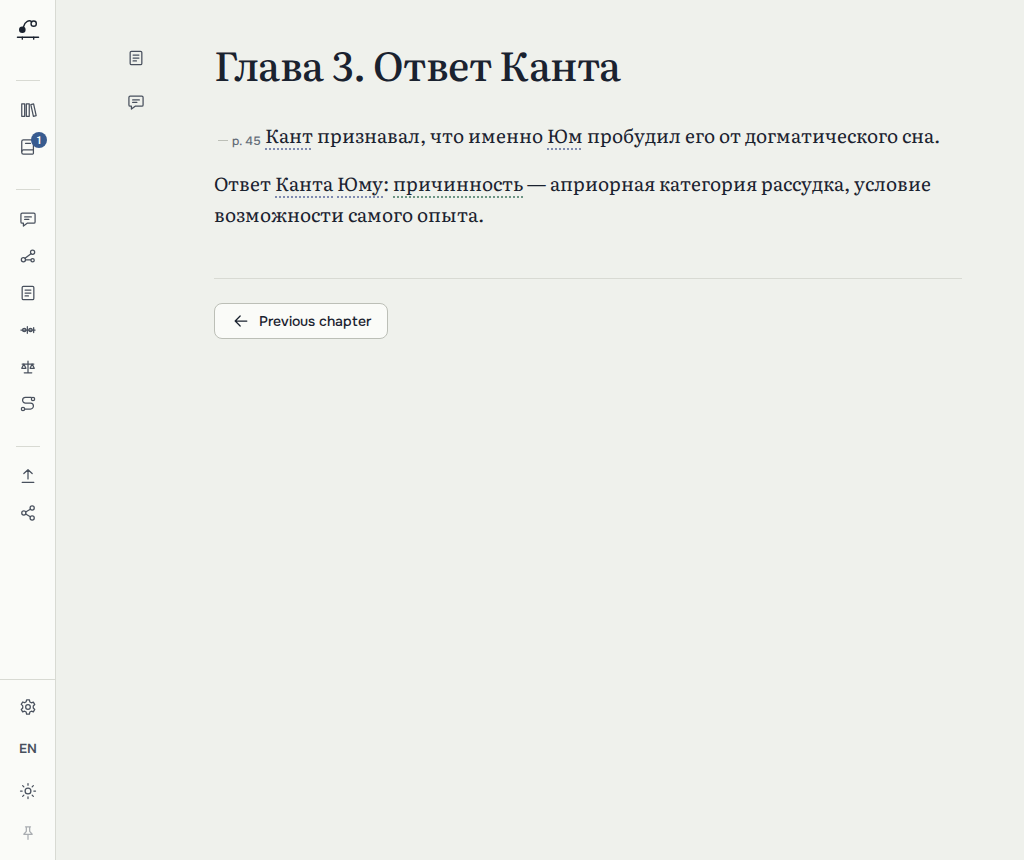 Глава 3. Ответ Канта
— p. 45 Кант признавал, что именно Юм пробудил его от догматического сна.
Ответ Канта Юму: причинность — априорная категория рассудка, условие
возможности самого опыта.
Previous chapter
1
EN